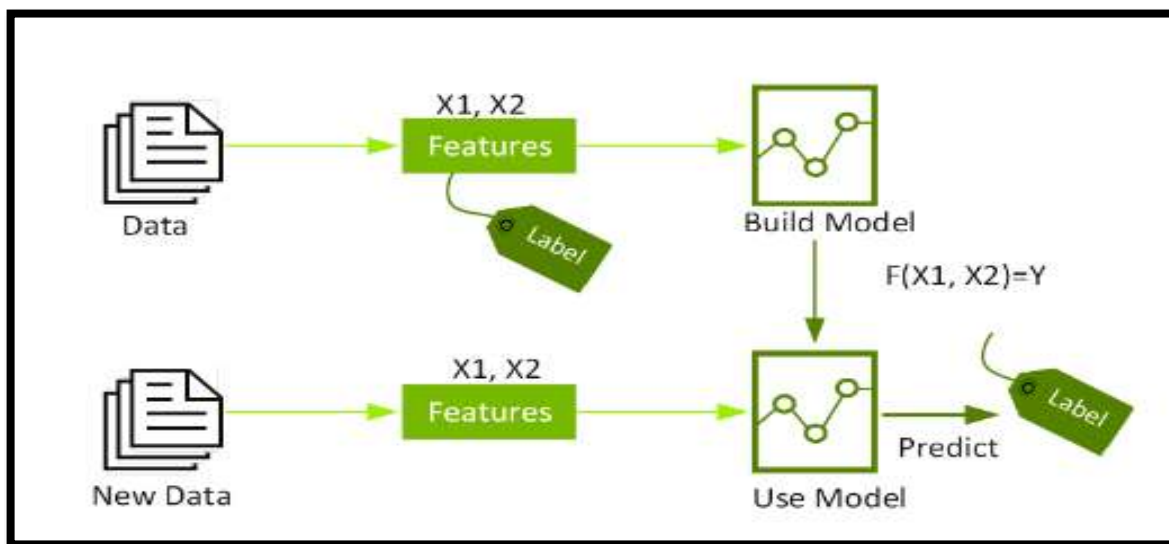 X1, X2
Features
Label
Data
Build Model
F(X1, X2)=Y
X1, X2
Features
Label
Predict
New Data
Use Model